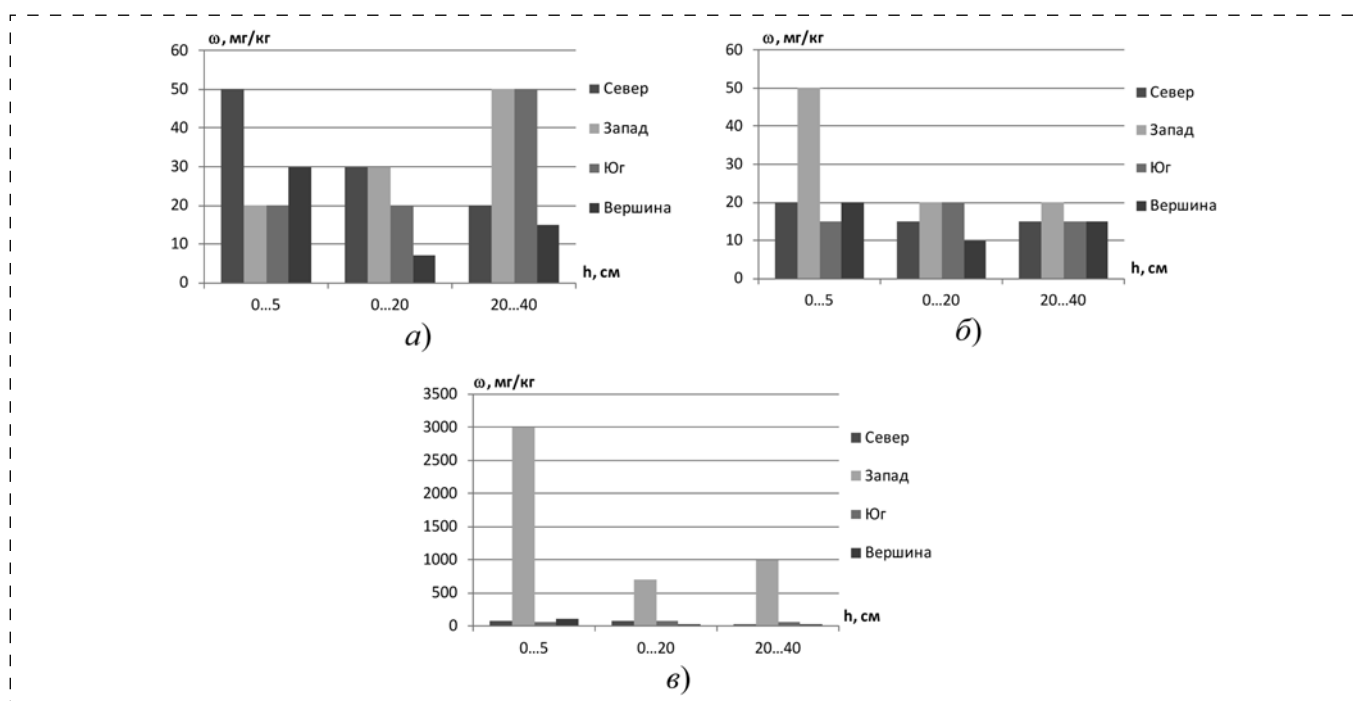 ω, мг/кг
60
50
40
30
20
10
0
0...5
0...20
20...40
h, см
Север
Запад
Юг
Вершина
а)
ω, мг/кг
60
50
40
30
20
10
0
0...5
0...20
20...40
h, см
Север
Запад
Юг
Вершина
б)
ω, мг/кг
3500
3000
2500
2000
1500
1000
500
0
0...5
0...20
20...40
h, см
Север
Запад
Юг
Вершина
в)